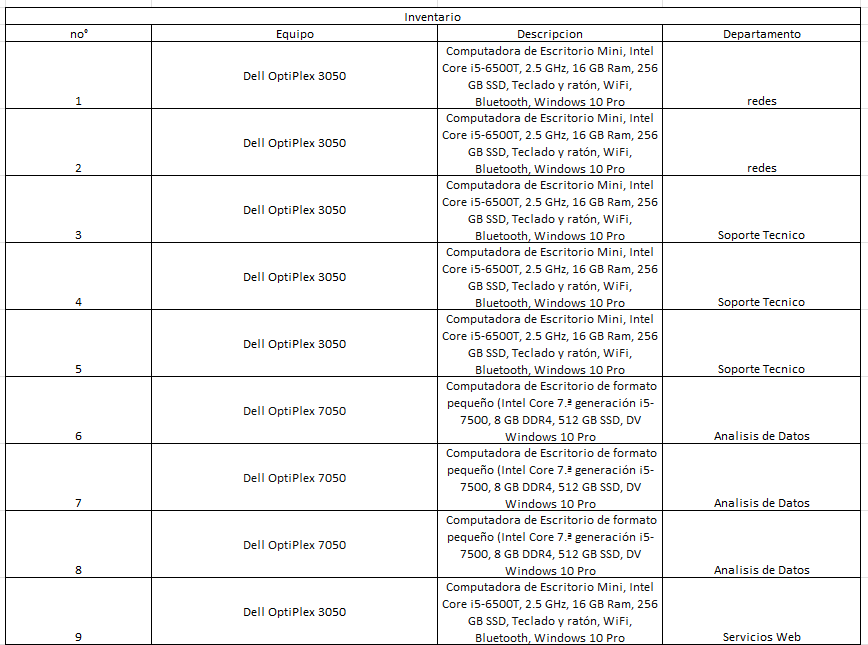 Inventario
no° Equipo Descripcion Departamento
Computadora de Escritorio Mini, Intel
Core i5-6500T, 2.5 GHz, 16 GB Ram, 256
Dell OptiPlex 3050
GB SSD, Teclado y ratón, WiFi,
1 Bluetooth, Windows 10 Pro redes
Computadora de Escritorio Mini, Intel
Core i5-6500T, 2.5 GHz, 16 GB Ram, 256
Dell OptiPlex 3050
GB SSD, Teclado y ratón, WiFi,
2 Bluetooth, Windows 10 Pro redes
Computadora de Escritorio Mini, Intel
Core i5-6500T, 2.5 GHz, 16 GB Ram, 256
Dell OptiPlex 3050
GB SSD, Teclado y ratón, WiFi,
3 Bluetooth, Windows 10 Pro Soporte Tecnico
Computadora de Escritorio Mini, Intel
Core i5-6500T, 2.5 GHz, 16 GB Ram, 256
Dell OptiPlex 3050
GB SSD, Teclado y ratón, WiFi,
4 Bluetooth, Windows 10 Pro Soporte Tecnico
Computadora de Escritorio Mini, Intel
Core i5-6500T, 2.5 GHz, 16 GB Ram, 256
Dell OptiPlex 3050
GB SSD, Teclado y ratón, WiFi,
5 Bluetooth, Windows 10 Pro Soporte Tecnico
Computadora de Escritorio de formato
pequeño (Intel Core 7.ª generación i5-
Dell OptiPlex 7050
7500, 8 GB DDR4, 512 GB SSD, DV
6 Windows 10 Pro Analisis de Datos
Computadora de Escritorio de formato
pequeño (Intel Core 7.ª generación i5-
Dell OptiPlex 7050
7500, 8 GB DDR4, 512 GB SSD, DV
7 Windows 10 Pro Analisis de Datos
Computadora de Escritorio de formato
pequeño (Intel Core 7.ª generación i5-
Dell OptiPlex 7050
7500, 8 GB DDR4, 512 GB SSD, DV
8 Windows 10 Pro Analisis de Datos
Computadora de Escritorio Mini, Intel
Core i5-6500T, 2.5 GHz, 16 GB Ram, 256
Dell OptiPlex 3050
GB SSD, Teclado y ratón, WiFi,
9 Bluetooth, Windows 10 Pro Servicios Web